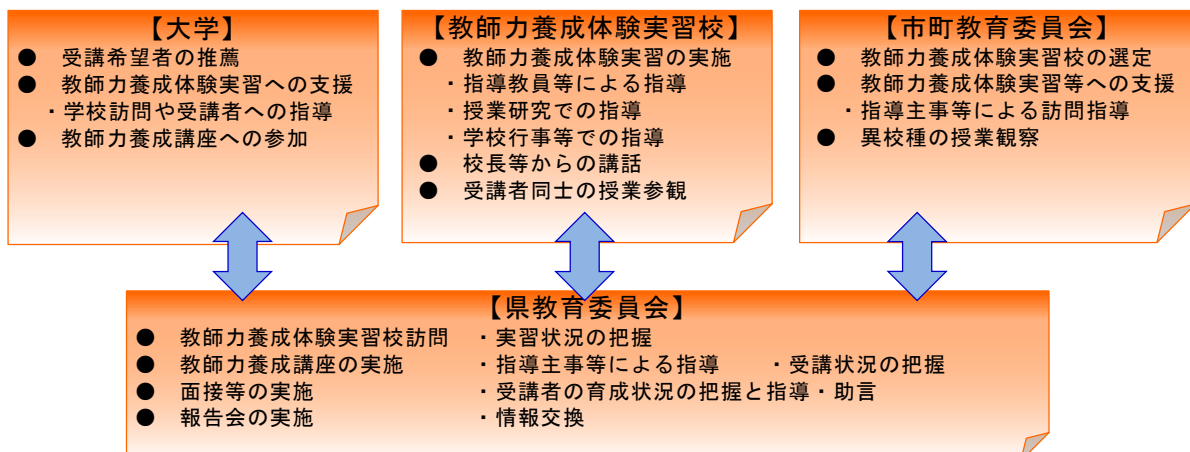 【大学】
● 受講希望者の推薦
● 教師力養成体験実習への支援
・学校訪問や受講者への指導
● 教師力養成講座への参加
【教師力養成体験実習校】
● 教師力養成体験実習の実施
・指導教員等による指導
・授業研究での指導
・学校行事等での指導
● 校長等からの講話
● 受講者同士の授業参観
【市町教育委員会】
● 教師力養成体験実習校の選定
● 教師力養成体験実習等への支援
・指導主事等による訪問指導
● 異校種の授業観察
【県教育委員会】
● 教師力養成体験実習校訪問 ・実習状況の把握
● 教師力養成講座の実施 ・指導主事等による指導 ・受講状況の把握
● 面接等の実施 ・受講者の育成状況の把握と指導・助言
● 報告会の実施 ・情報交換